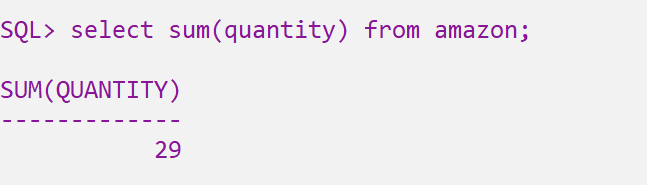 SQL> select sum(quantity) from amazon;
SUM(QUANTITY)
-------------
29